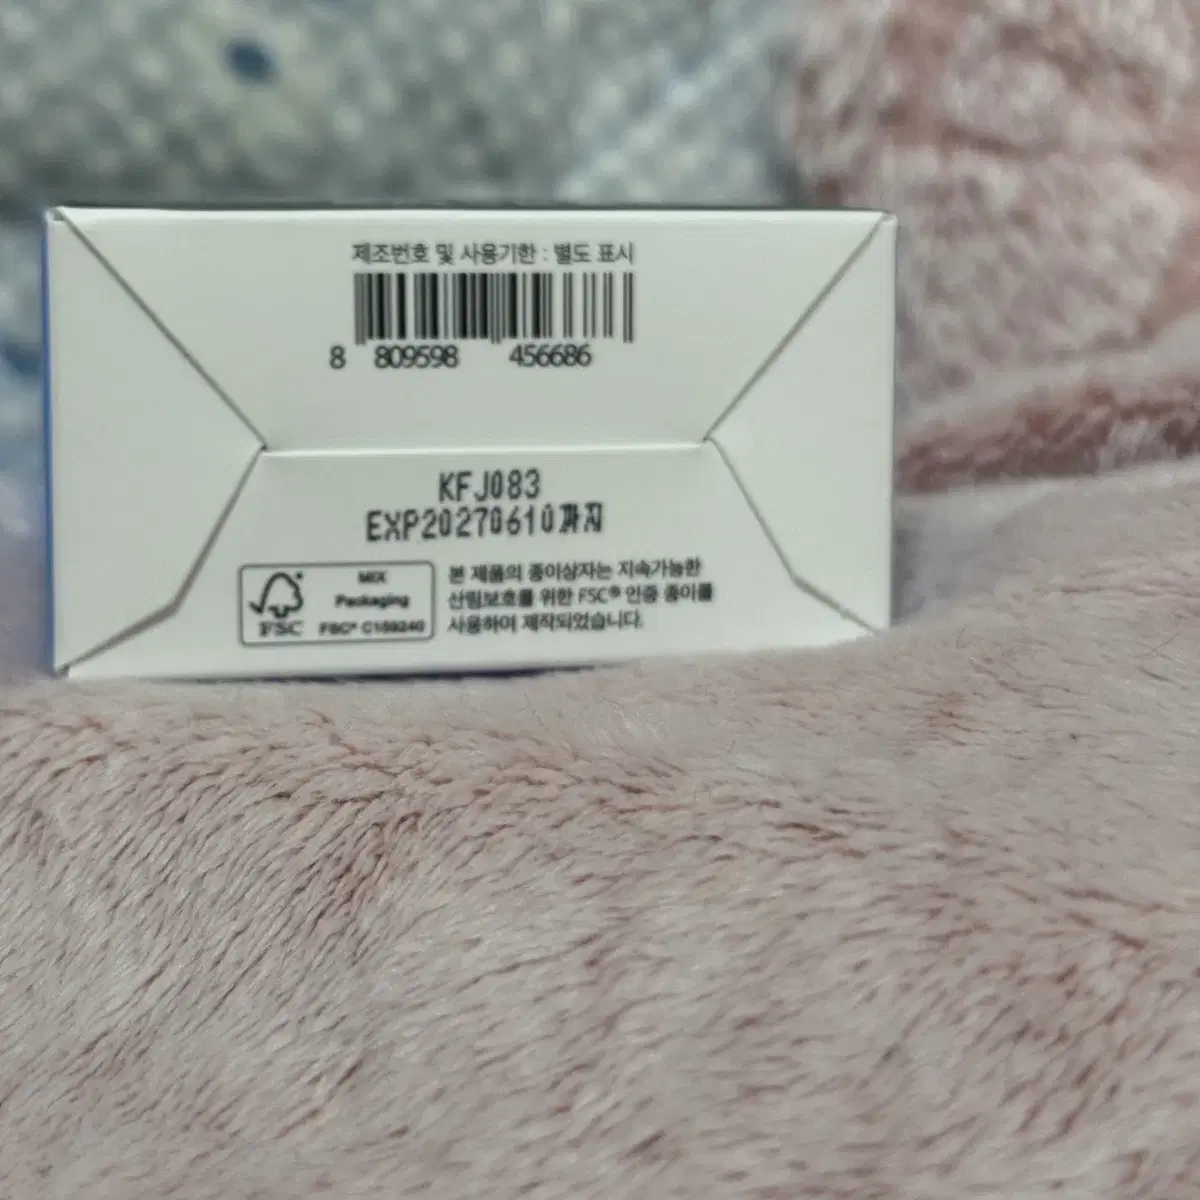 제조번호 및 사용기한 : 별도 표시
8 809598 456686
KFJ083
EXP20270610까지
FSC
MIX
Packaging
FSC® C159240
본 제품의 종이상자는 지속가능한
산림보호를 위한 FSC® 인증 종이를
사용하여 제작되었습니다.